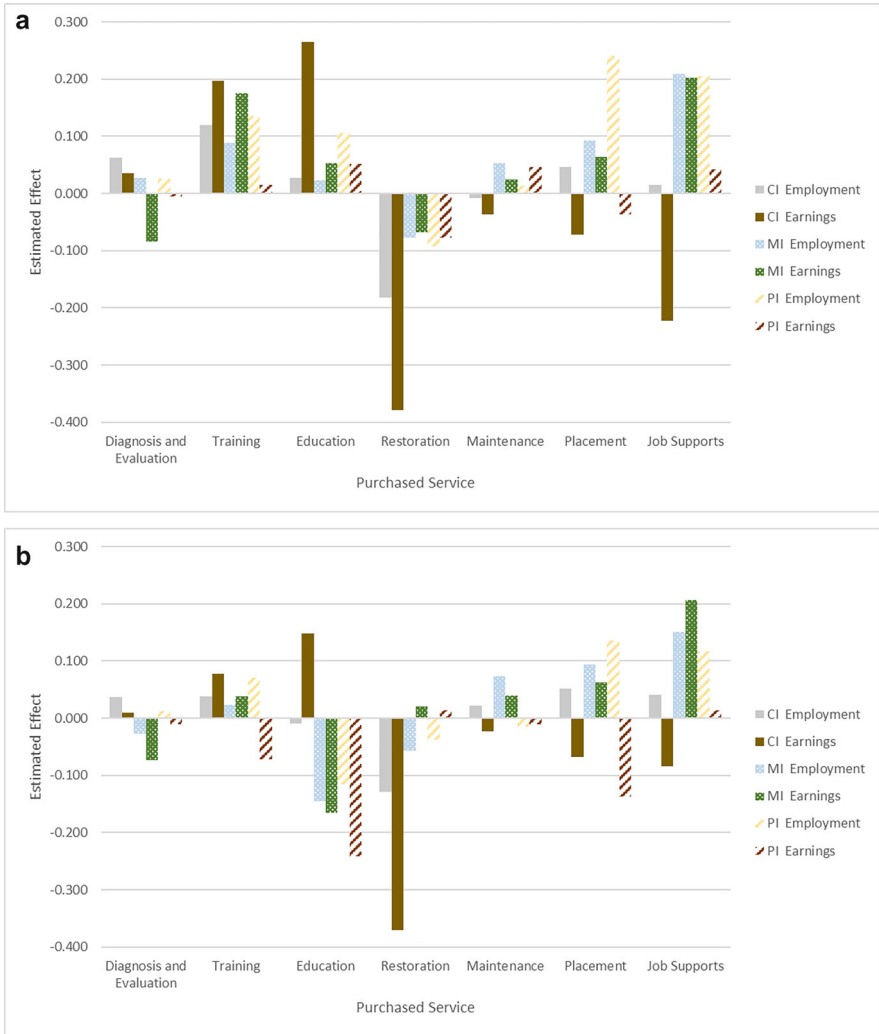 a
0.300
0.200
0.100
0.000
-0.100
-0.200
-0.300
-0.400
Estimated Effect
Diagnosis and
Evaluation
Training
Education
Restoration
Maintenance
Placement
Job Supports
Purchased Service
CI Employment
CI Earnings
MI Employment
MI Earnings
PI Employment
PI Earnings
b
0.300
0.200
0.100
0.000
-0.100
-0.200
-0.300
-0.400
Estimated Effect
Diagnosis and
Evaluation
Training
Education
Restoration
Maintenance
Placement
Job Supports
Purchased Service
CI Employment
CI Earnings
MI Employment
MI Earnings
PI Employment
PI Earnings